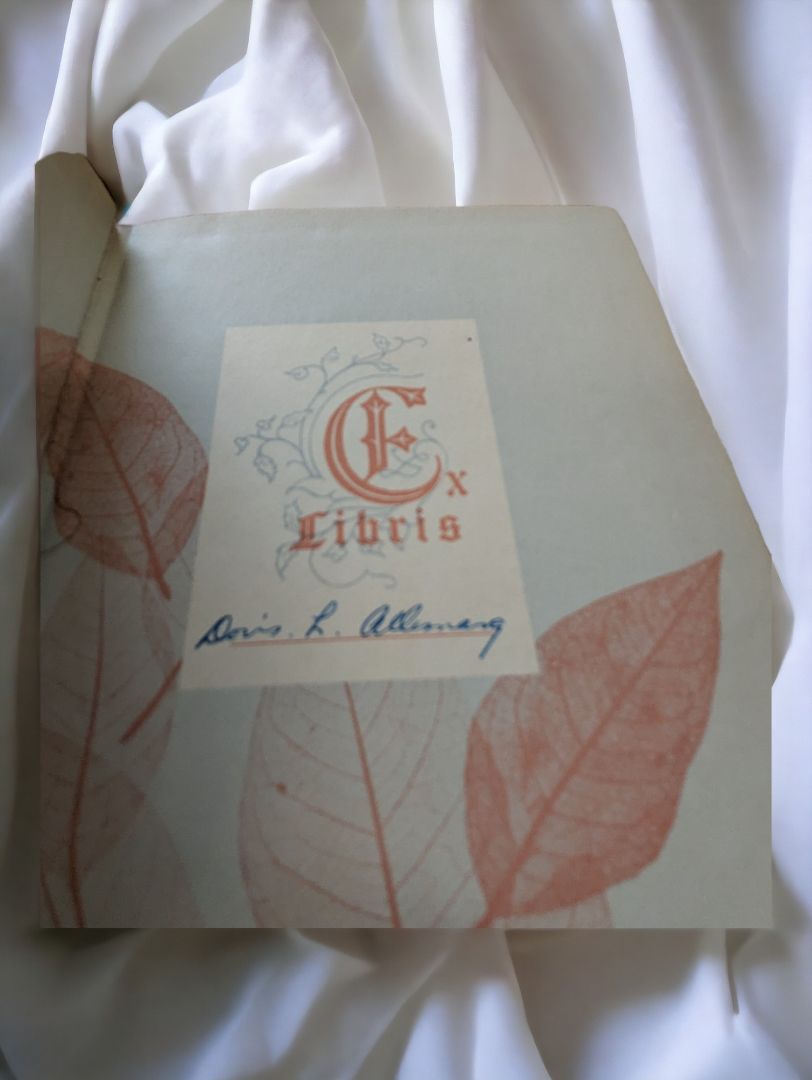 Ex
Libris
Doris. L. Allemang